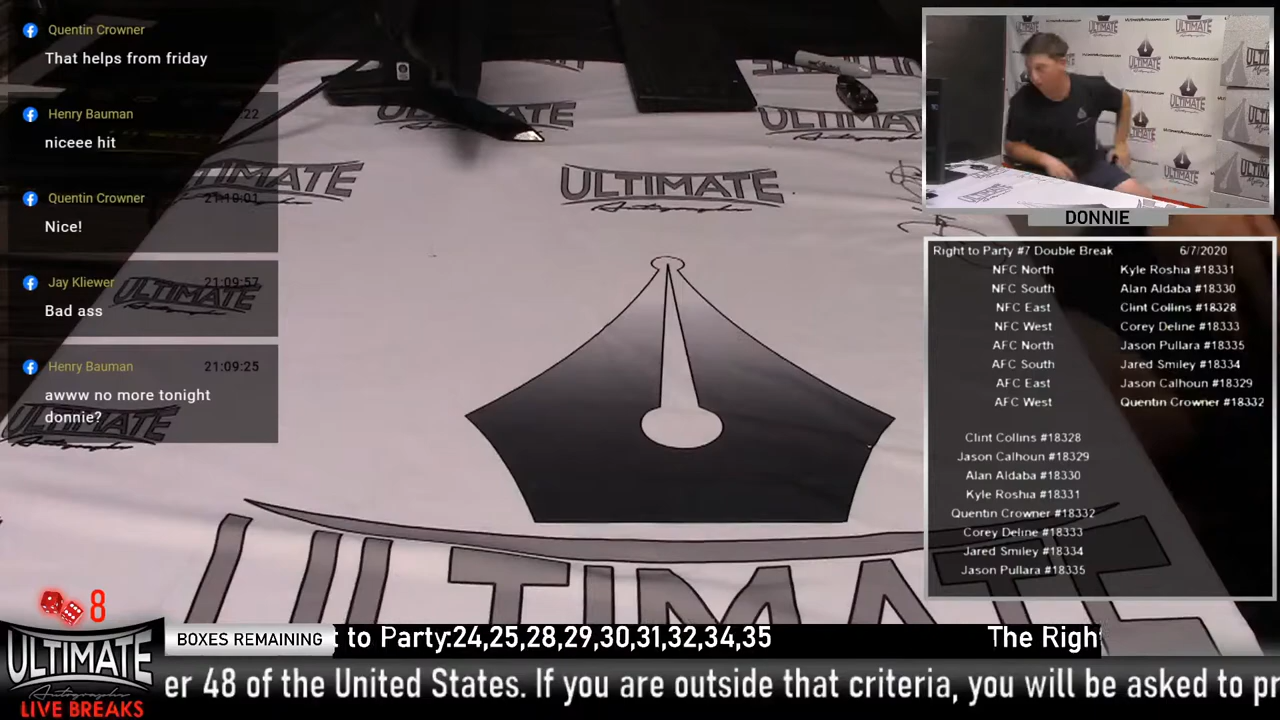 Quentin Crowner
That helps from friday
Henry Bauman
niceee hit
Quentin Crowner 21:10:01
Nice!
Jay Kliewer 21:09:57
Bad ass
Henry Bauman 21:09:25
awww no more tonight
donnie?
ULTIMATE
Autographs
ULTIMATE
ULTIMATE
ULTIMATE
DONNIE
Right to Party #7 Double Break 6/7/2020
NFC North Kyle Roshia #18331
NFC South Alan Aldaba #18330
NFC East Clint Collins #18328
NFC West Corey Deline #18333
AFC North Jason Pullara #18335
AFC South Jared Smiley #18334
AFC East Jason Calhoun #18329
AFC West Quentin Crowner #18332
Clint Collins #18328
Jason Calhoun #18329
Alan Aldaba #18330
Kyle Roshia #18331
Quentin Crowner #18332
Corey Deline #18333
Jared Smiley #18334
Jason Pullara #18335
8
ULTIMATE
Autographs
LIVE BREAKS
BOXES REMAINING
t to Party:24,25,28,29,30,31,32,34,35 The Righ
er 48 of the United States. If you are outside that criteria, you will be asked to pr